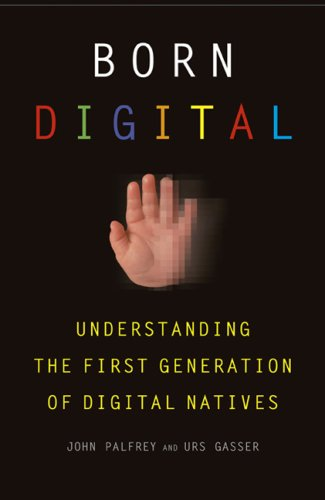 BORN
DIGITAL
UNDERSTANDING
THE FIRST GENERATION
OF DIGITAL NATIVES
JOHN PALFREY AND URS GASSER